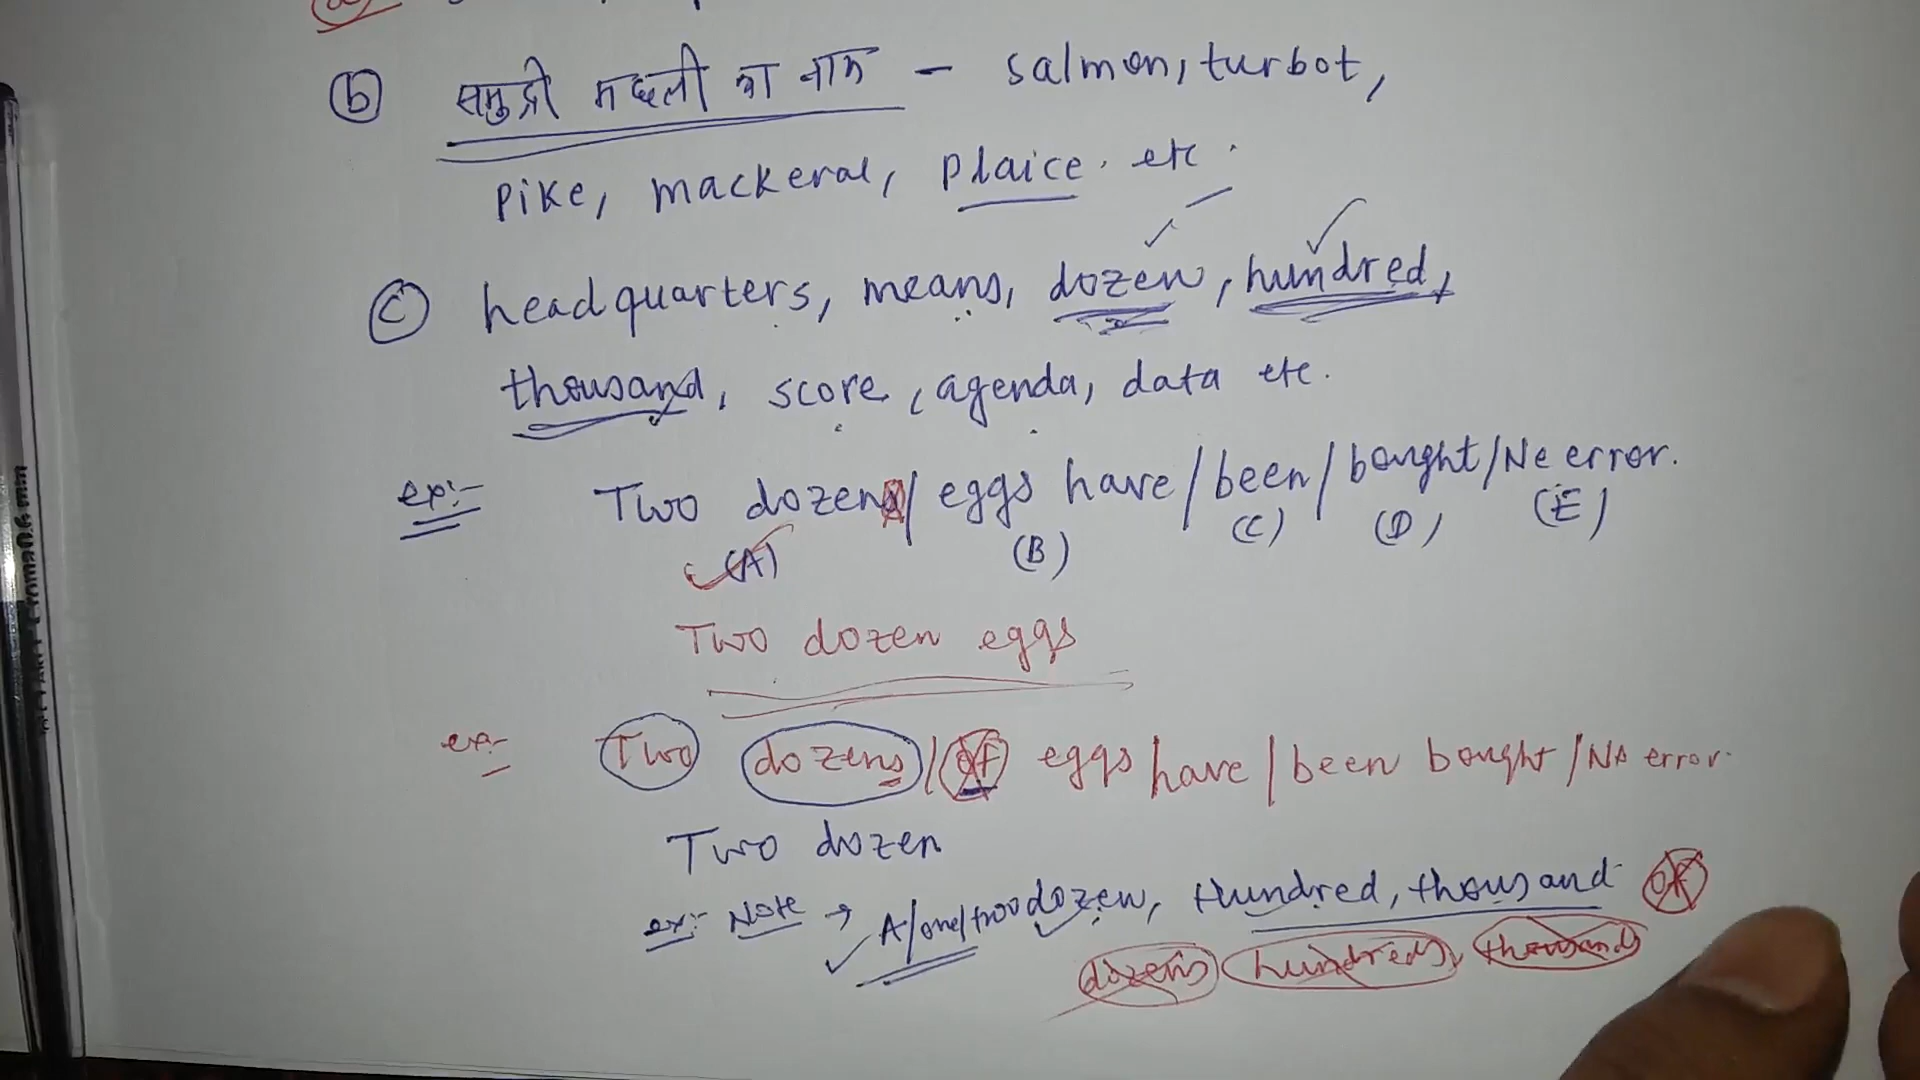 (b) समुद्री मछली का नाम - salmon, turbot,
Pike, mackeral, plaice. etc.
(c) headquarters, means, dozen, hundred,
thousand, score, agenda, data etc.
ex:- Two dozens/ eggs have/been/bought/No error.
(A) (B) (C) (D) (E)
Two dozen eggs
ex- Two dozens/of eggs have/been bought/No error.
Two dozen
ex:- Note → A/one/two dozen, Hundred, thousand of
dozens hundreds, thousand